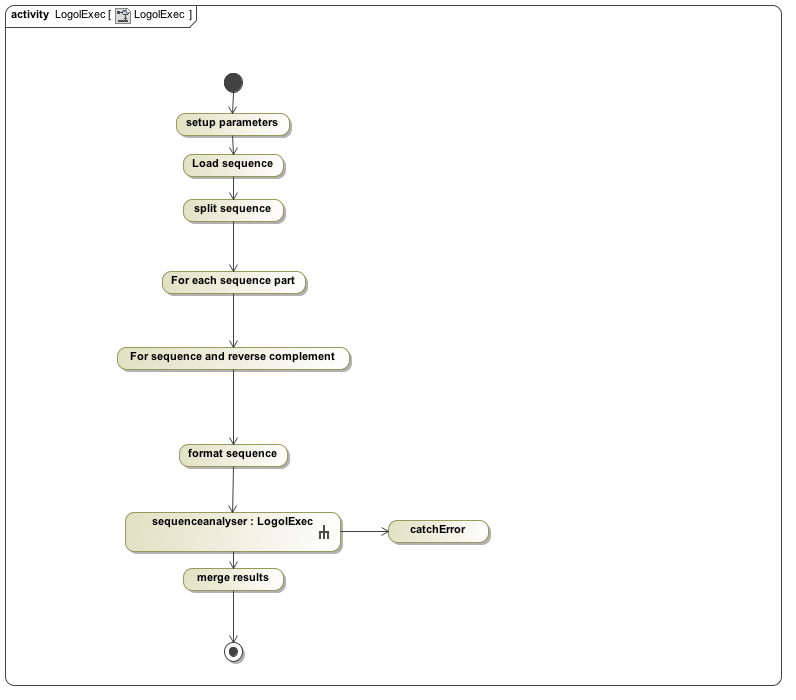 activity LogolExec [ LogolExec ]
setup parameters
Load sequence
split sequence
For each sequence part
For sequence and reverse complement
format sequence
sequenceanalyser : LogolExec
catchError
merge results